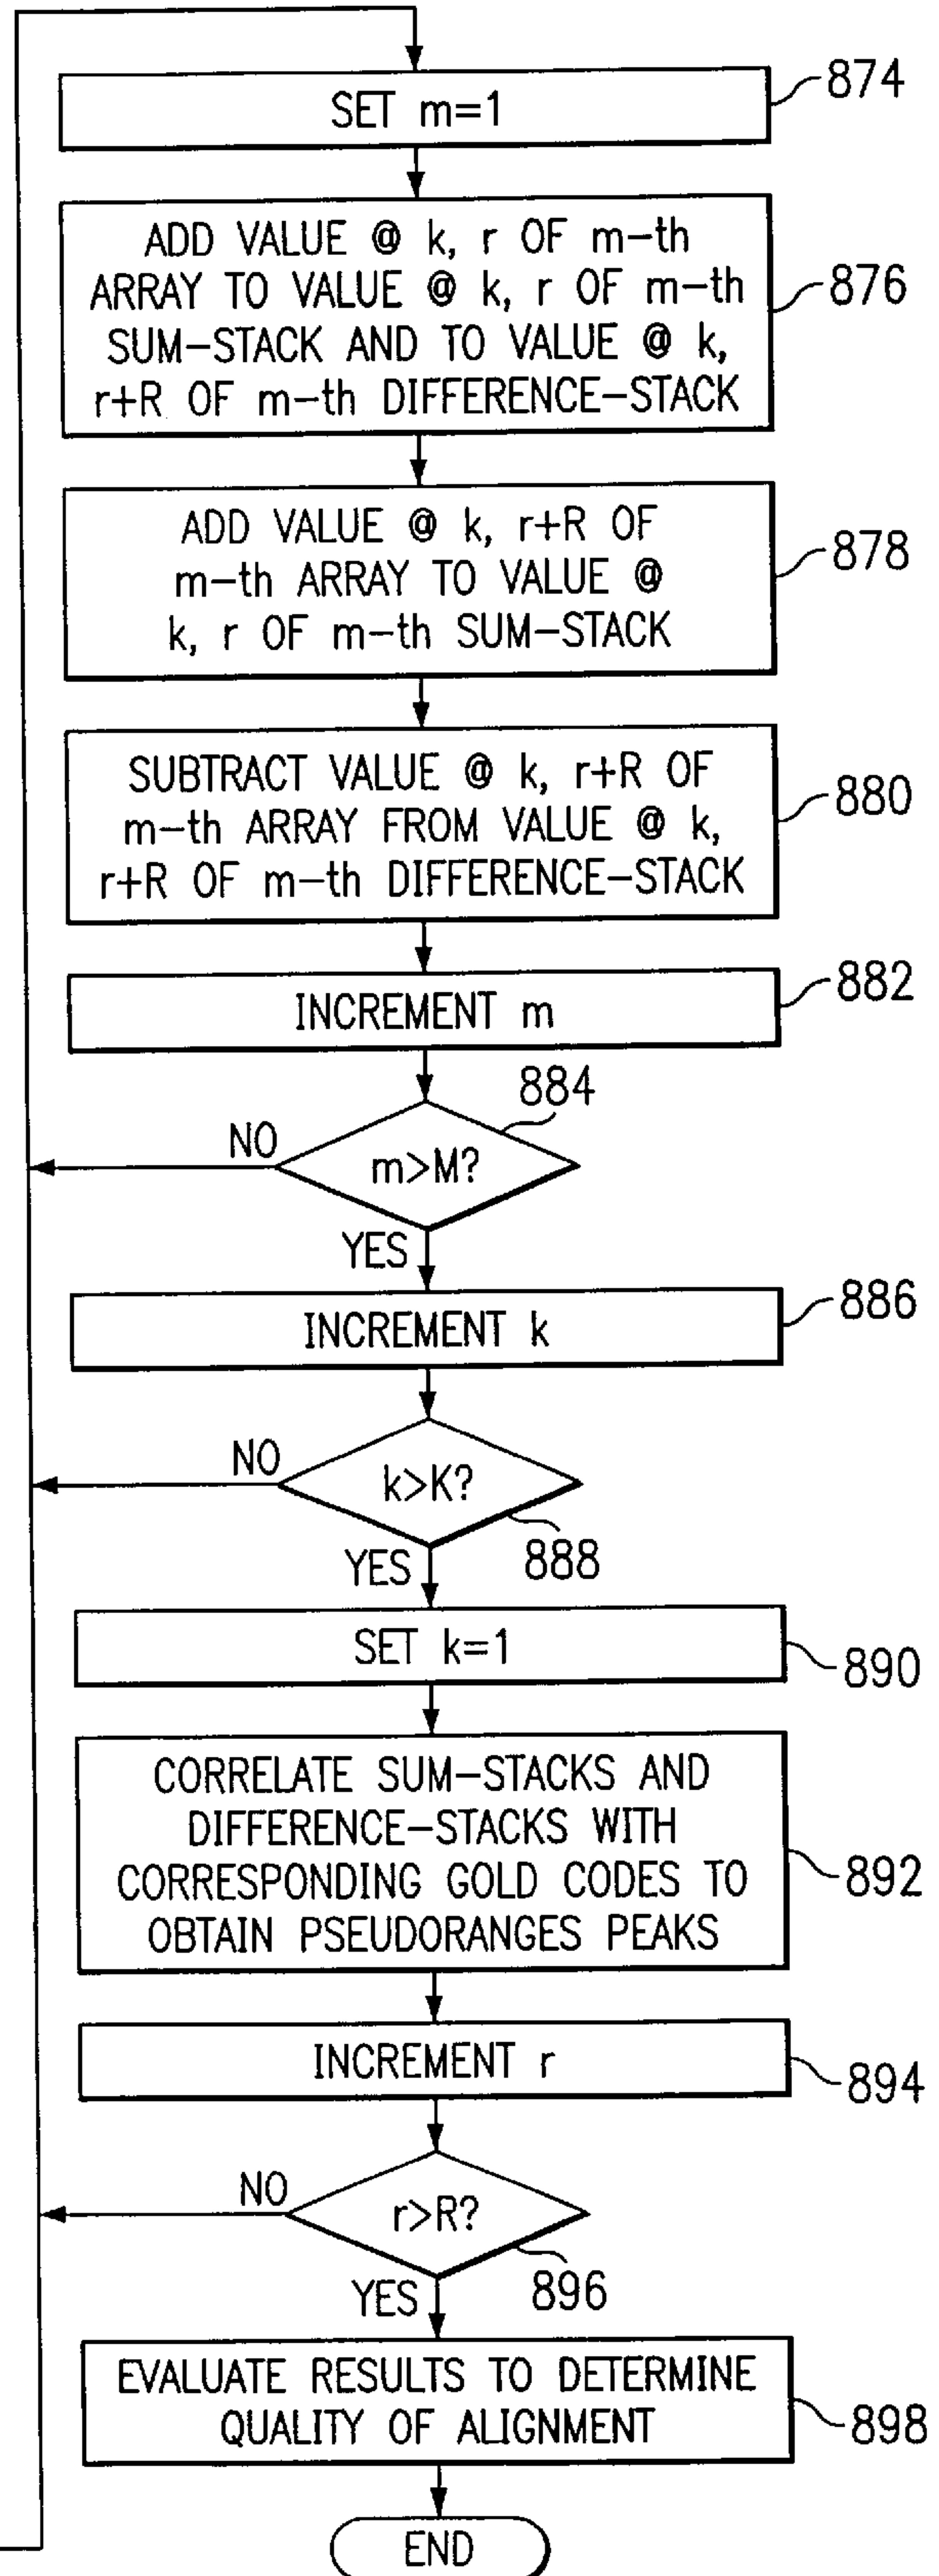 SET m=1
874
ADD VALUE @ k, r OF m-th
ARRAY TO VALUE @ k, r OF m-th
SUM-STACK AND TO VALUE @ k,
r+R OF m-th DIFFERENCE-STACK
876
ADD VALUE @ k, r+R OF
m-th ARRAY TO VALUE @
k, r OF m-th SUM-STACK
878
SUBTRACT VALUE @ k, r+R OF
m-th ARRAY FROM VALUE @ k,
r+R OF m-th DIFFERENCE-STACK
880
INCREMENT m
882
884
NO
m>M?
YES
INCREMENT k
886
NO
k>K?
888
YES
SET k=1
890
CORRELATE SUM-STACKS AND
DIFFERENCE-STACKS WITH
CORRESPONDING GOLD CODES TO
OBTAIN PSEUDORANGES PEAKS
892
INCREMENT r
894
NO
r>R?
896
YES
EVALUATE RESULTS TO DETERMINE
QUALITY OF ALIGNMENT
898
END